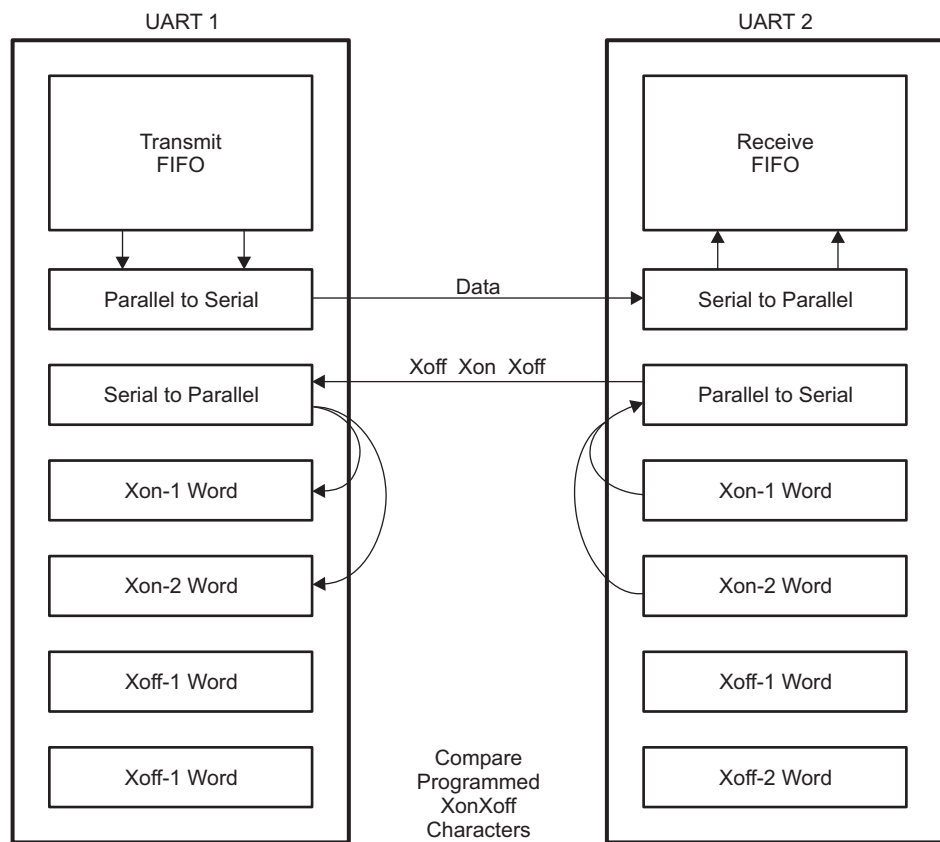 UART 1
Transmit
FIFO
Parallel to Serial
Serial to Parallel
Xon-1 Word
Xon-2 Word
Xoff-1 Word
Xoff-1 Word
Data
Xoff Xon Xoff
Compare
Programmed
XonXoff
Characters
UART 2
Receive
FIFO
Serial to Parallel
Parallel to Serial
Xon-1 Word
Xon-2 Word
Xoff-1 Word
Xoff-2 Word